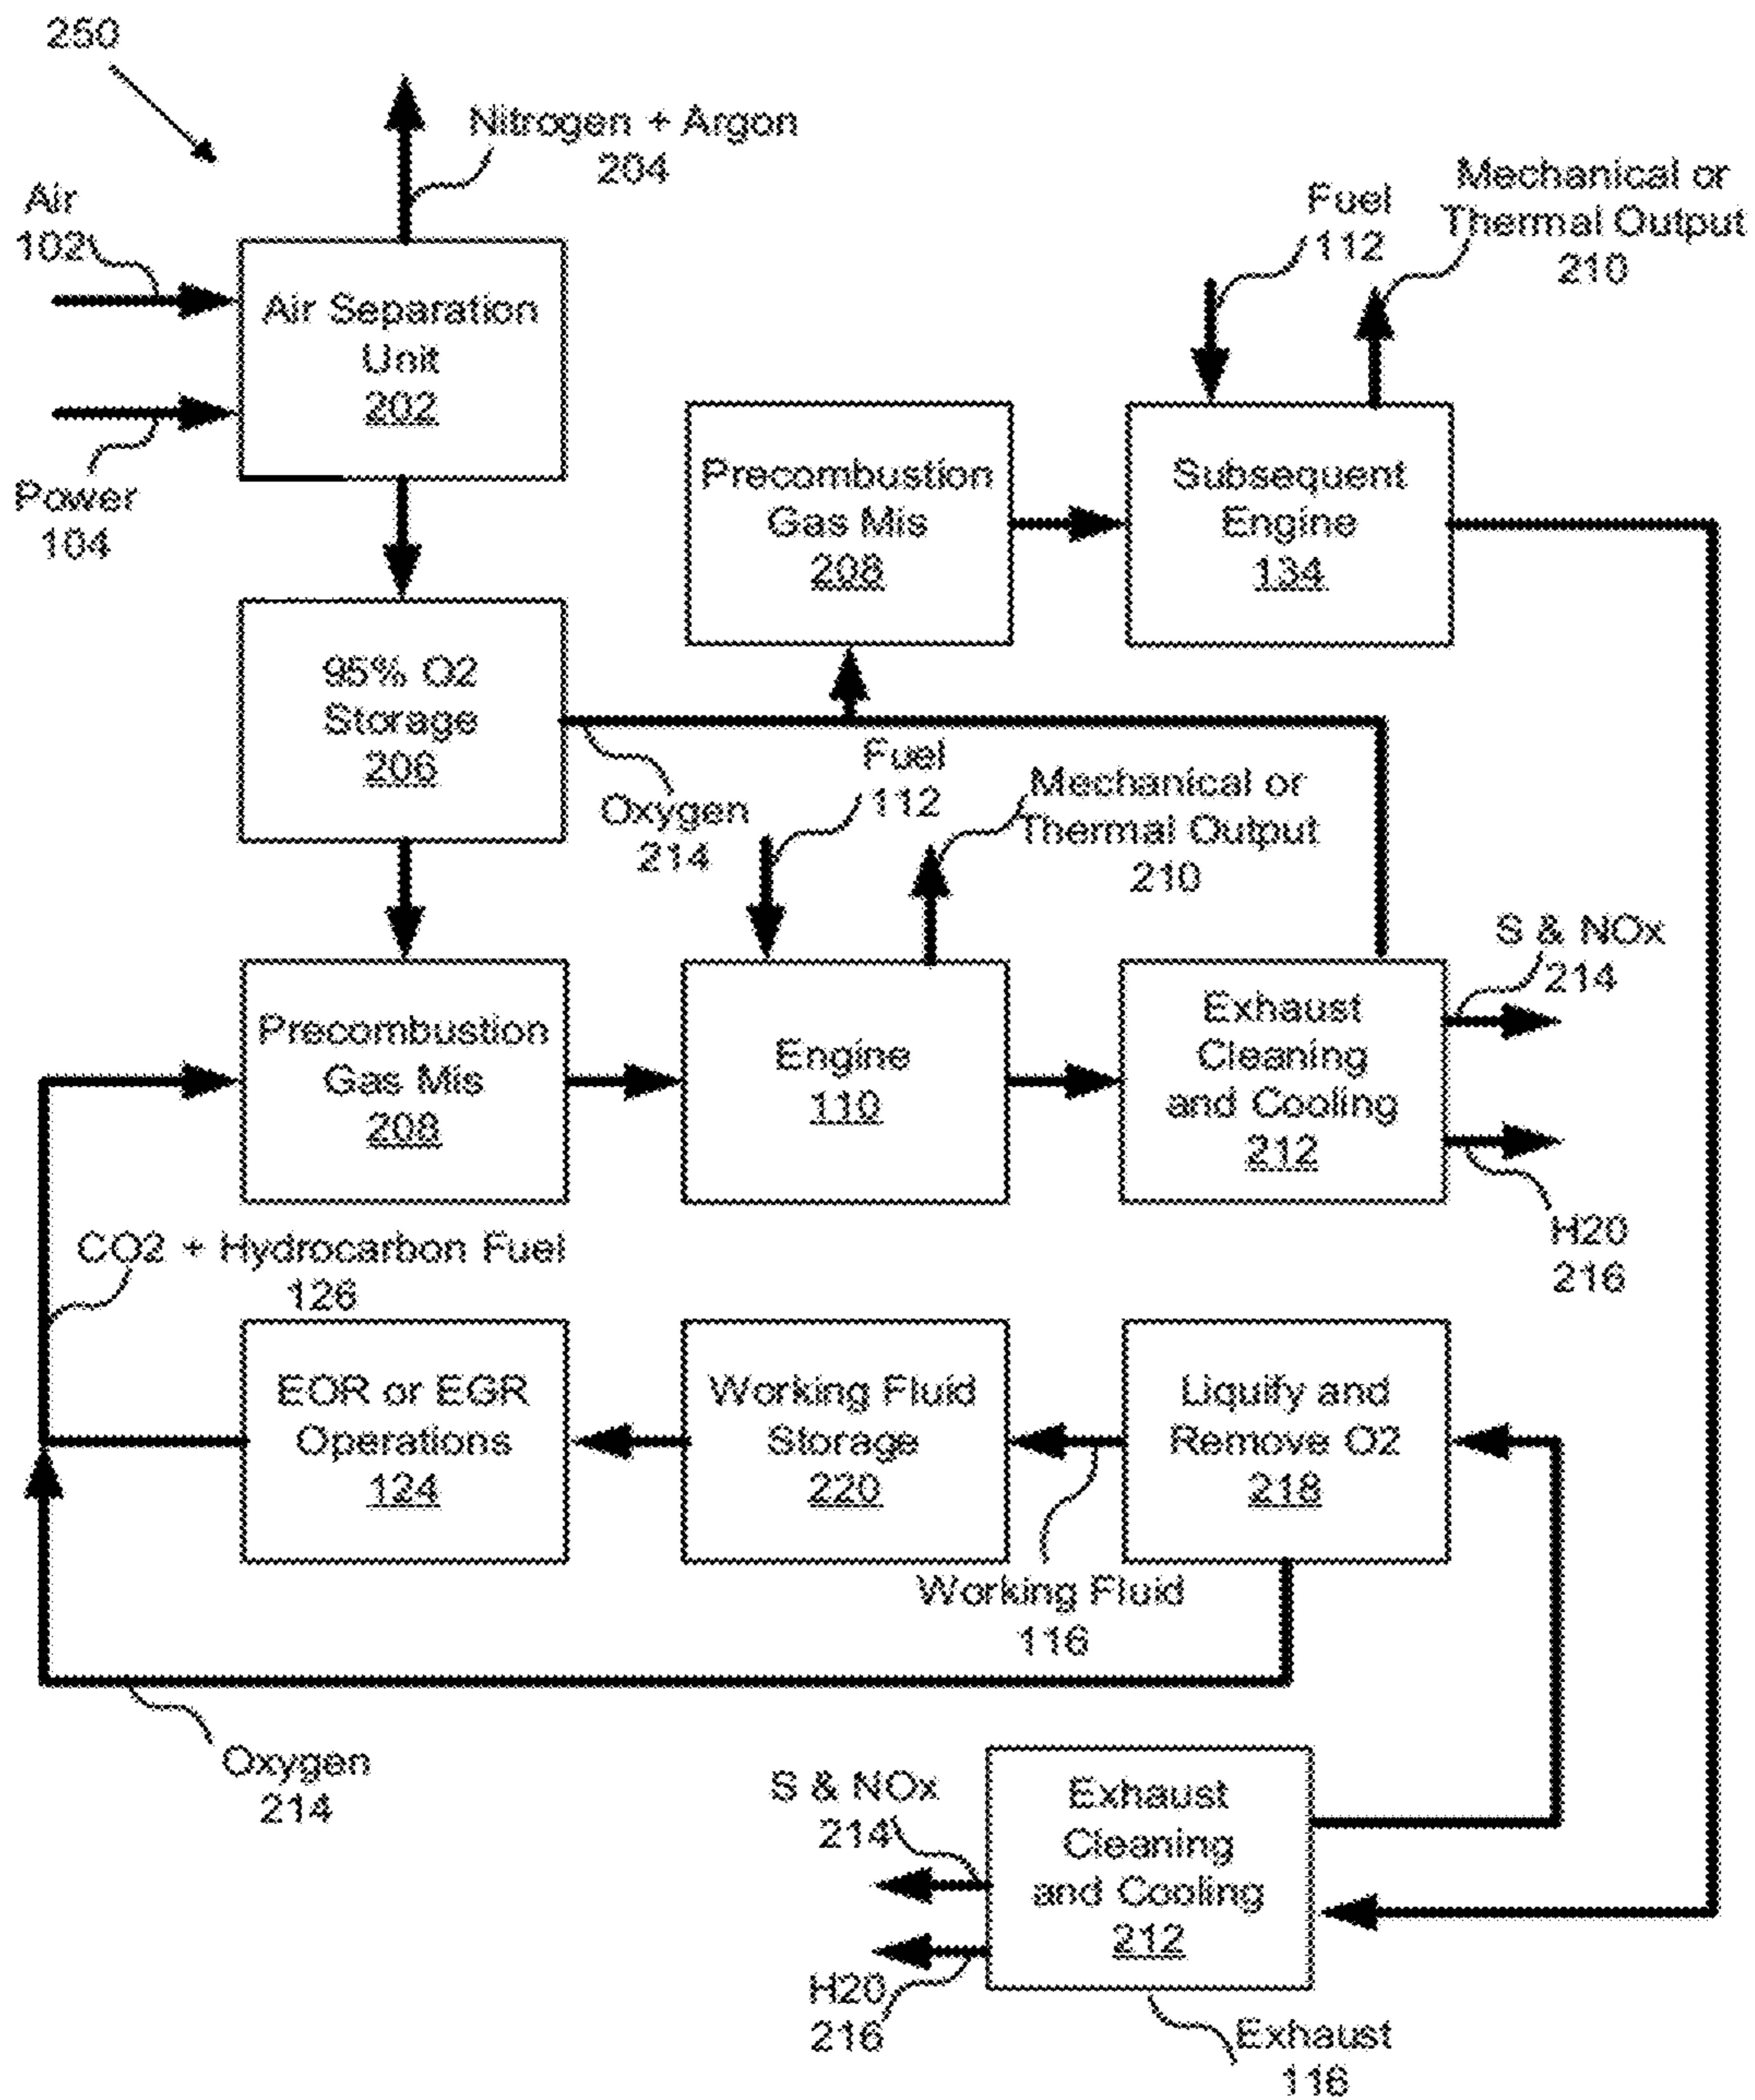 250
Nitrogen + Argon
204
Air
102
Air Separation
Unit
202
Power
104
Fuel
112
Mechanical or
Thermal Output
210
Precombustion
Gas Mis
208
Subsequent
Engine
134
95% O2
Storage
206
Oxygen
214
Fuel
112
Mechanical or
Thermal Output
210
Precombustion
Gas Mis
208
Engine
110
Exhaust
Cleaning
and Cooling
212
S & NOx
214
H20
216
CO2 + Hydrocarbon Fuel
126
EOR or EGR
Operations
124
Working Fluid
Storage
220
Liquify and
Remove O2
218
Working Fluid
116
Oxygen
214
S & NOx
214
Exhaust
Cleaning
and Cooling
212
H20
216
Exhaust
116